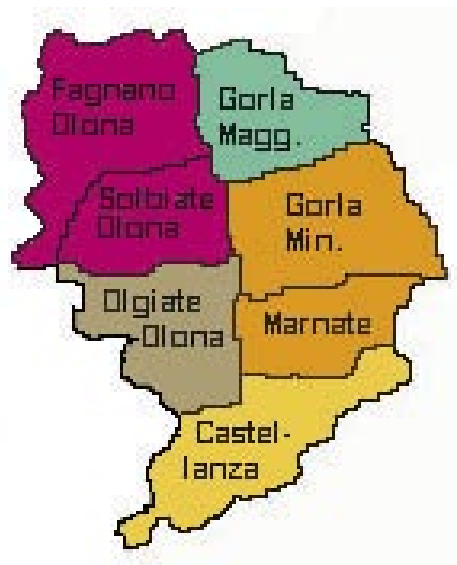 Fagnano
Olona
Gorla
Magg.
Solbiate
Olona
Gorla
Min.
Olgiate
Olona
Marnate
Castel-
lanza